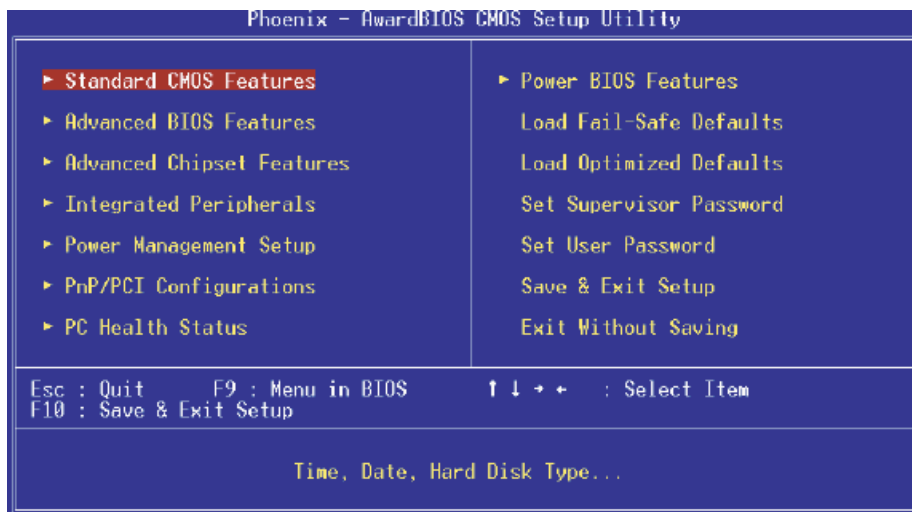 Phoenix - AwardBIOS CMOS Setup Utility
► Standard CMOS Features
► Advanced BIOS Features
► Advanced Chipset Features
► Integrated Peripherals
► Power Management Setup
► PnP/PCI Configurations
► PC Health Status
► Power BIOS Features
Load Fail-Safe Defaults
Load Optimized Defaults
Set Supervisor Password
Set User Password
Save & Exit Setup
Exit Without Saving
Esc : Quit F9 : Menu in BIOS ↑ ↓ → ← : Select Item
F10 : Save & Exit Setup
Time, Date, Hard Disk Type...